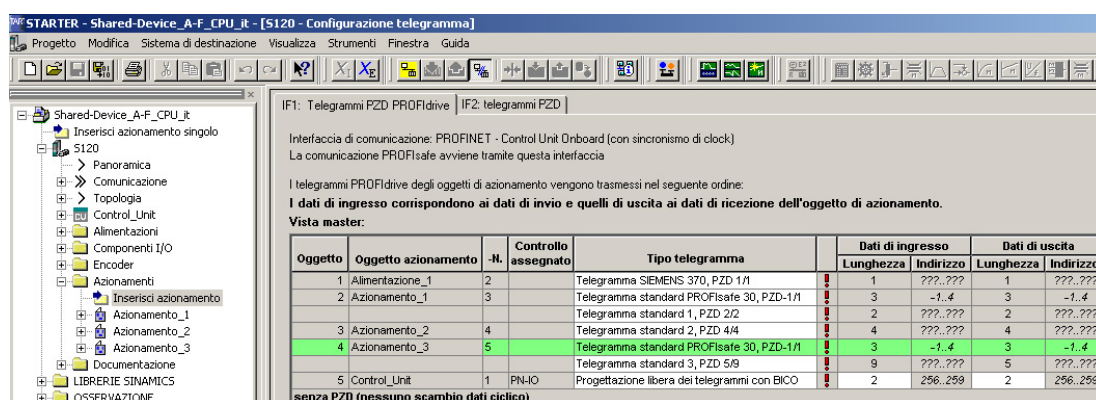 STARTER - Shared-Device_A-F_CPU_it - [S120 - Configurazione telegramma]
Progetto Modifica Sistema di destinazione Visualizza Strumenti Finestra Guida
Shared-Device_A-F_CPU_it
Inserisci azionamento singolo
S120
Panoramica
Comunicazione
Topologia
Control_Unit
Alimentazioni
Componenti I/O
Encoder
Azionamenti
Inserisci azionamento
Azionamento_1
Azionamento_2
Azionamento_3
Documentazione
LIBRERIE SINAMICS
OSSERVAZIONE
IF1: Telegrammi PZD PROFIdrive IF2: telegrammi PZD
Interfaccia di comunicazione: PROFINET - Control Unit Onboard (con sincronismo di clock)
La comunicazione PROFIsafe avviene tramite questa interfaccia
I telegrammi PROFIdrive degli oggetti di azionamento vengono trasmessi nel seguente ordine:
I dati di ingresso corrispondono ai dati di invio e quelli di uscita ai dati di ricezione dell'oggetto di azionamento.
Vista master:
Oggetto Oggetto azionamento -N. Controllo assegnato Tipo telegramma Dati di ingresso Dati di uscita
Lunghezza Indirizzo Lunghezza Indirizzo
1 Alimentazione_1 2 Telegramma SIEMENS 370, PZD 1/1 ! 1 ???..??? 1 ???..???
2 Azionamento_1 3 Telegramma standard PROFIsafe 30, PZD-1/1 ! 3 -1..4 3 -1..4
Telegramma standard 1, PZD 2/2 ! 2 ???..??? 2 ???..???
3 Azionamento_2 4 Telegramma standard 2, PZD 4/4 ! 4 ???..??? 4 ???..???
4 Azionamento_3 5 Telegramma standard PROFIsafe 30, PZD-1/1 ! 3 -1..4 3 -1..4
Telegramma standard 3, PZD 5/9 ! 9 ???..??? 5 ???..???
5 Control_Unit 1 PN-IO Progettazione libera dei telegrammi con BICO ! 2 256..259 2 256..259
senza PZD (nessuno scambio dati ciclico)